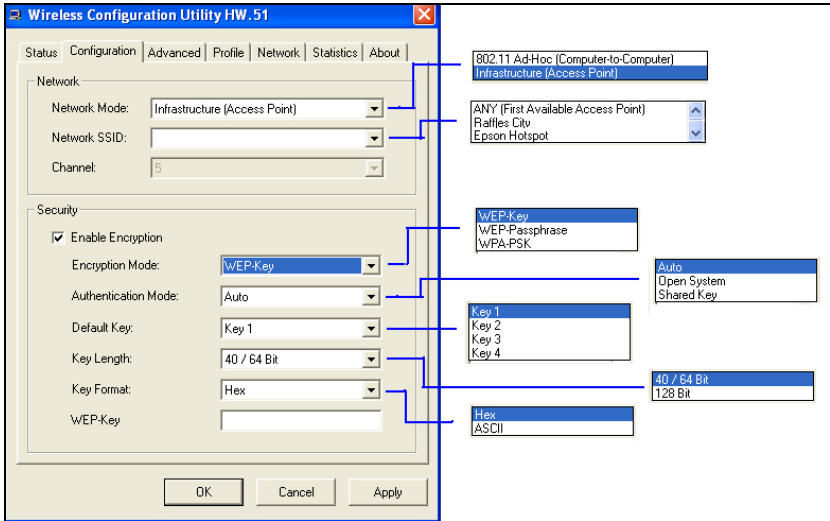 Wireless Configuration Utility HW.51
Status Configuration Advanced Profile Network Statistics About
Network
Network Mode: Infrastructure (Access Point)
Network SSID:
Channel: 5
Security
Enable Encryption
Encryption Mode: WEP-Key
Authentication Mode: Auto
Default Key: Key 1
Key Length: 40 / 64 Bit
Key Format: Hex
WEP-Key
OK Cancel Apply
802.11 Ad-Hoc (Computer-to-Computer)
Infrastructure (Access Point)
ANY (First Available Access Point)
Raffles City
Epson Hotspot
WEP-Key
WEP-Passphrase
WPA-PSK
Auto
Open System
Shared Key
Key 1
Key 2
Key 3
Key 4
40 / 64 Bit
128 Bit
Hex
ASCII